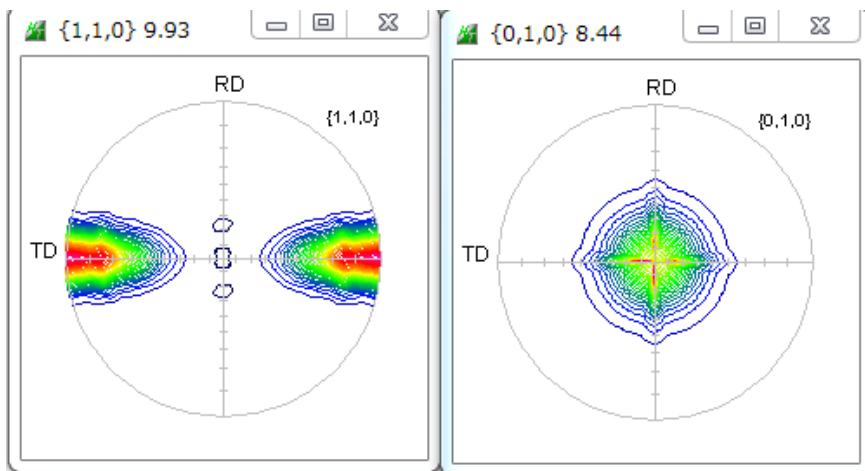 {1,1,0} 9.93
RD
{1,1,0}
TD
{0,1,0} 8.44
RD
{0,1,0}
TD